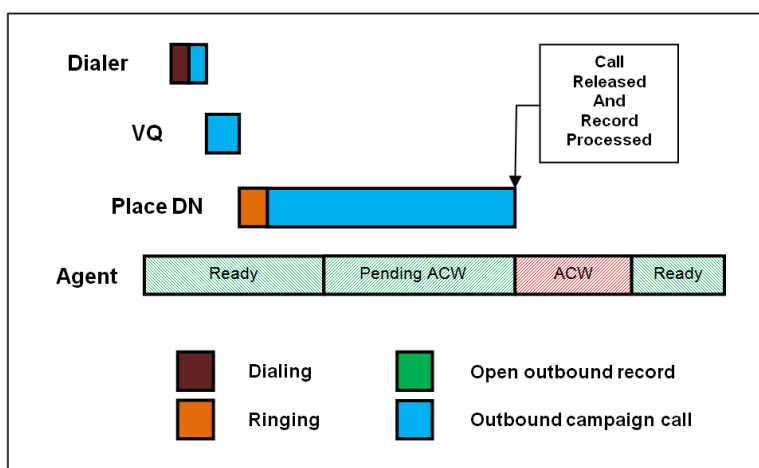 Dialer
Call
Released
And
Record
Processed
VQ
Place DN
Agent
Ready
Pending ACW
ACW
Ready
Dialing
Open outbound record
Ringing
Outbound campaign call